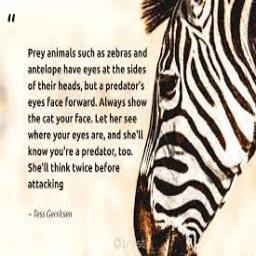 "
Prey animals such as zebras and
antelope have eyes at the sides
of their heads, but a predator's
eyes face forward. Always show
the cat your face. Let her see
where your eyes are, and she'll
know you're a predator, too.
She'll think twice before
attacking
~ Tess Gerritsen